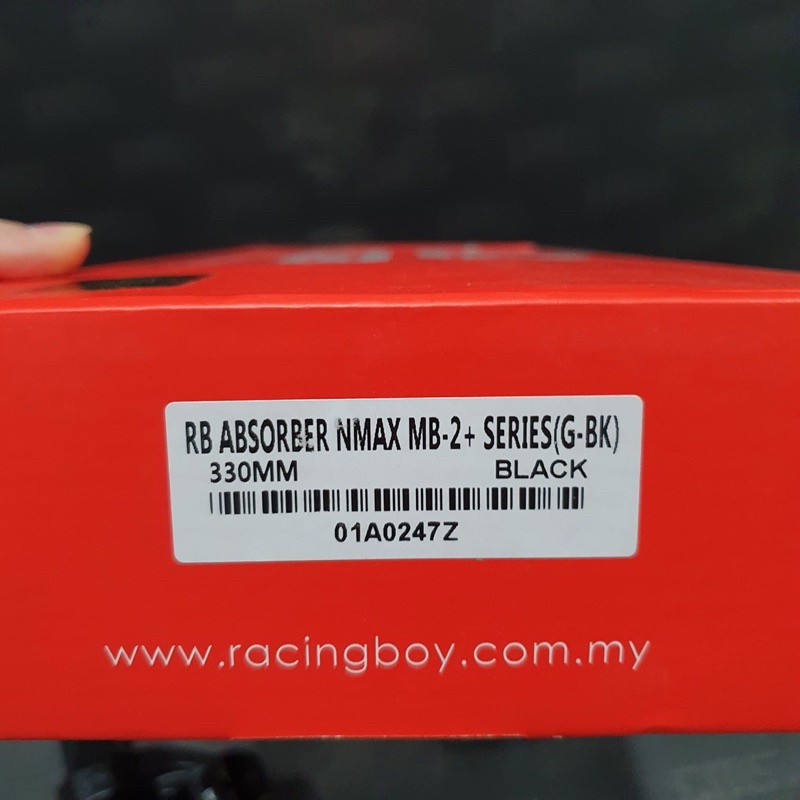 RB ABSORBER NMAX MB-2+ SERIES(G-BK)
330MM BLACK
01A0247Z
www.racingboy.com.my